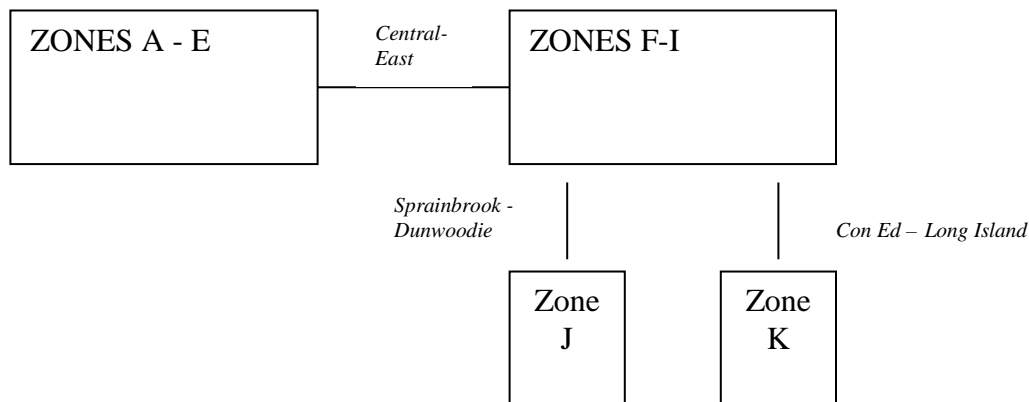 ZONES A - E
Central-
East
ZONES F-I
Sprainbrook -
Dunwoodie
Con Ed – Long Island
Zone
J
Zone
K